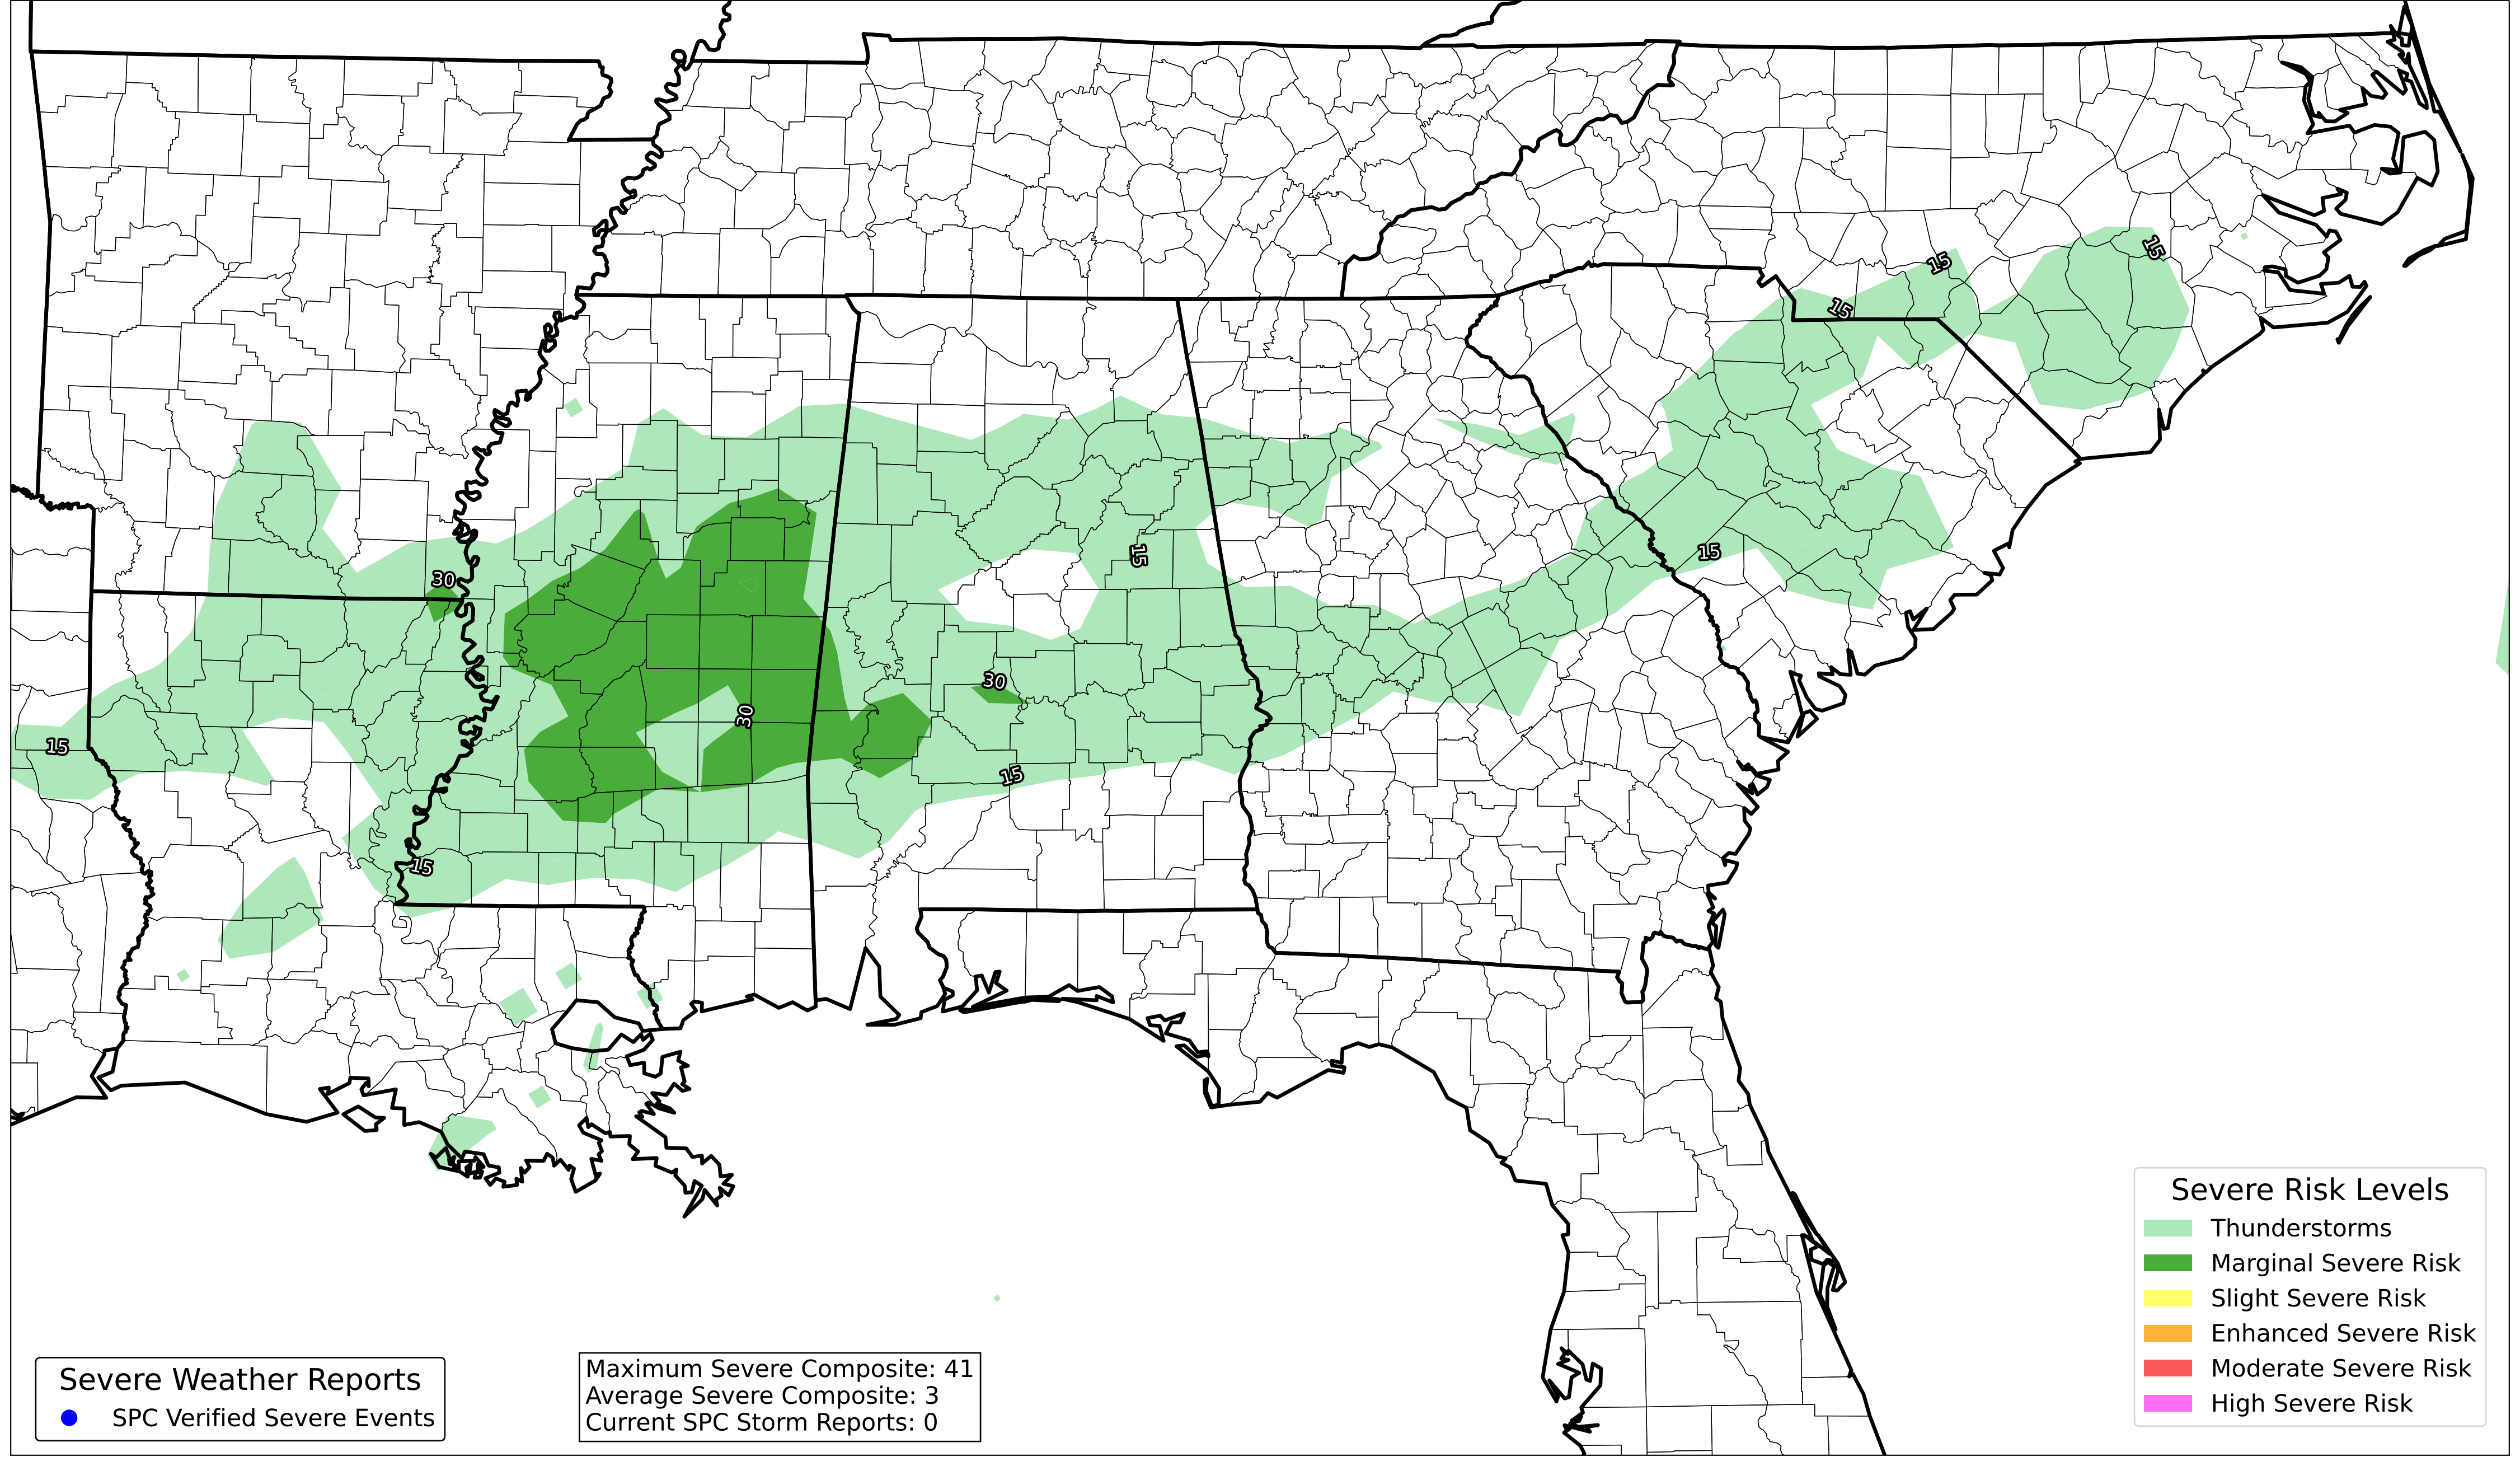 15
15
15
15
30
15
30
30
15
15
15
Severe Risk Levels
Thunderstorms
Marginal Severe Risk
Slight Severe Risk
Enhanced Severe Risk
Moderate Severe Risk
High Severe Risk
Severe Weather Reports
SPC Verified Severe Events
Maximum Severe Composite: 41
Average Severe Composite: 3
Current SPC Storm Reports: 0